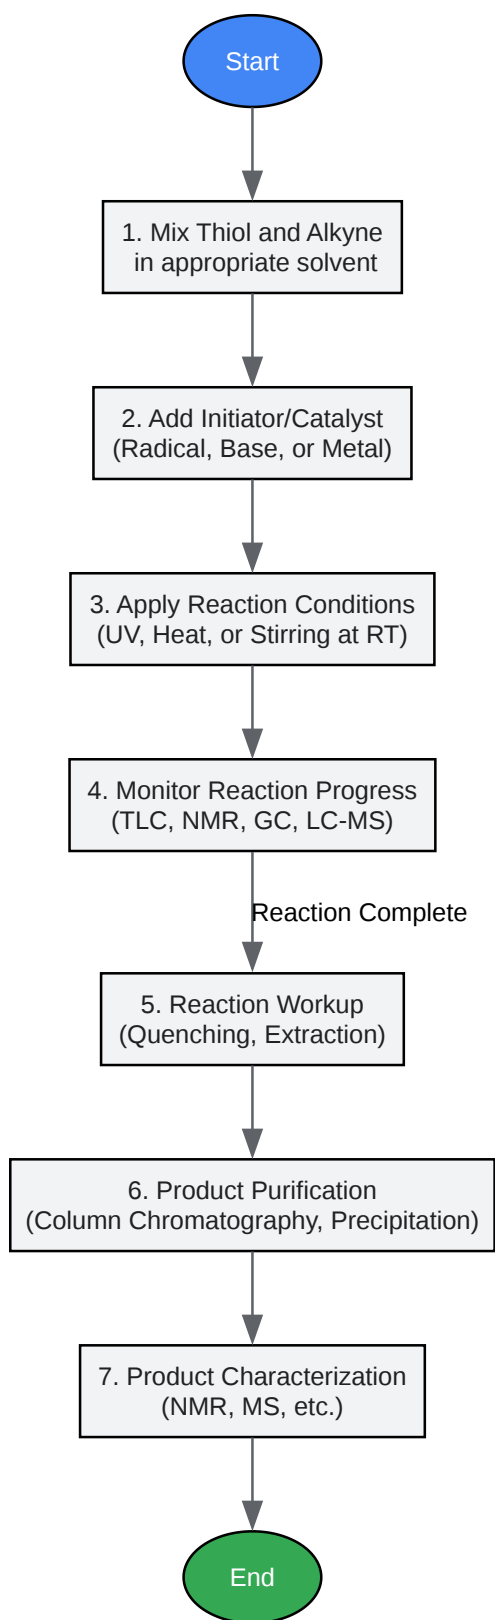 Start
1. Mix Thiol and Alkyne
in appropriate solvent
2. Add Initiator/Catalyst
(Radical, Base, or Metal)
3. Apply Reaction Conditions
(UV, Heat, or Stirring at RT)
4. Monitor Reaction Progress
(TLC, NMR, GC, LC-MS)
Reaction Complete
5. Reaction Workup
(Quenching, Extraction)
6. Product Purification
(Column Chromatography, Precipitation)
7. Product Characterization
(NMR, MS, etc.)
End